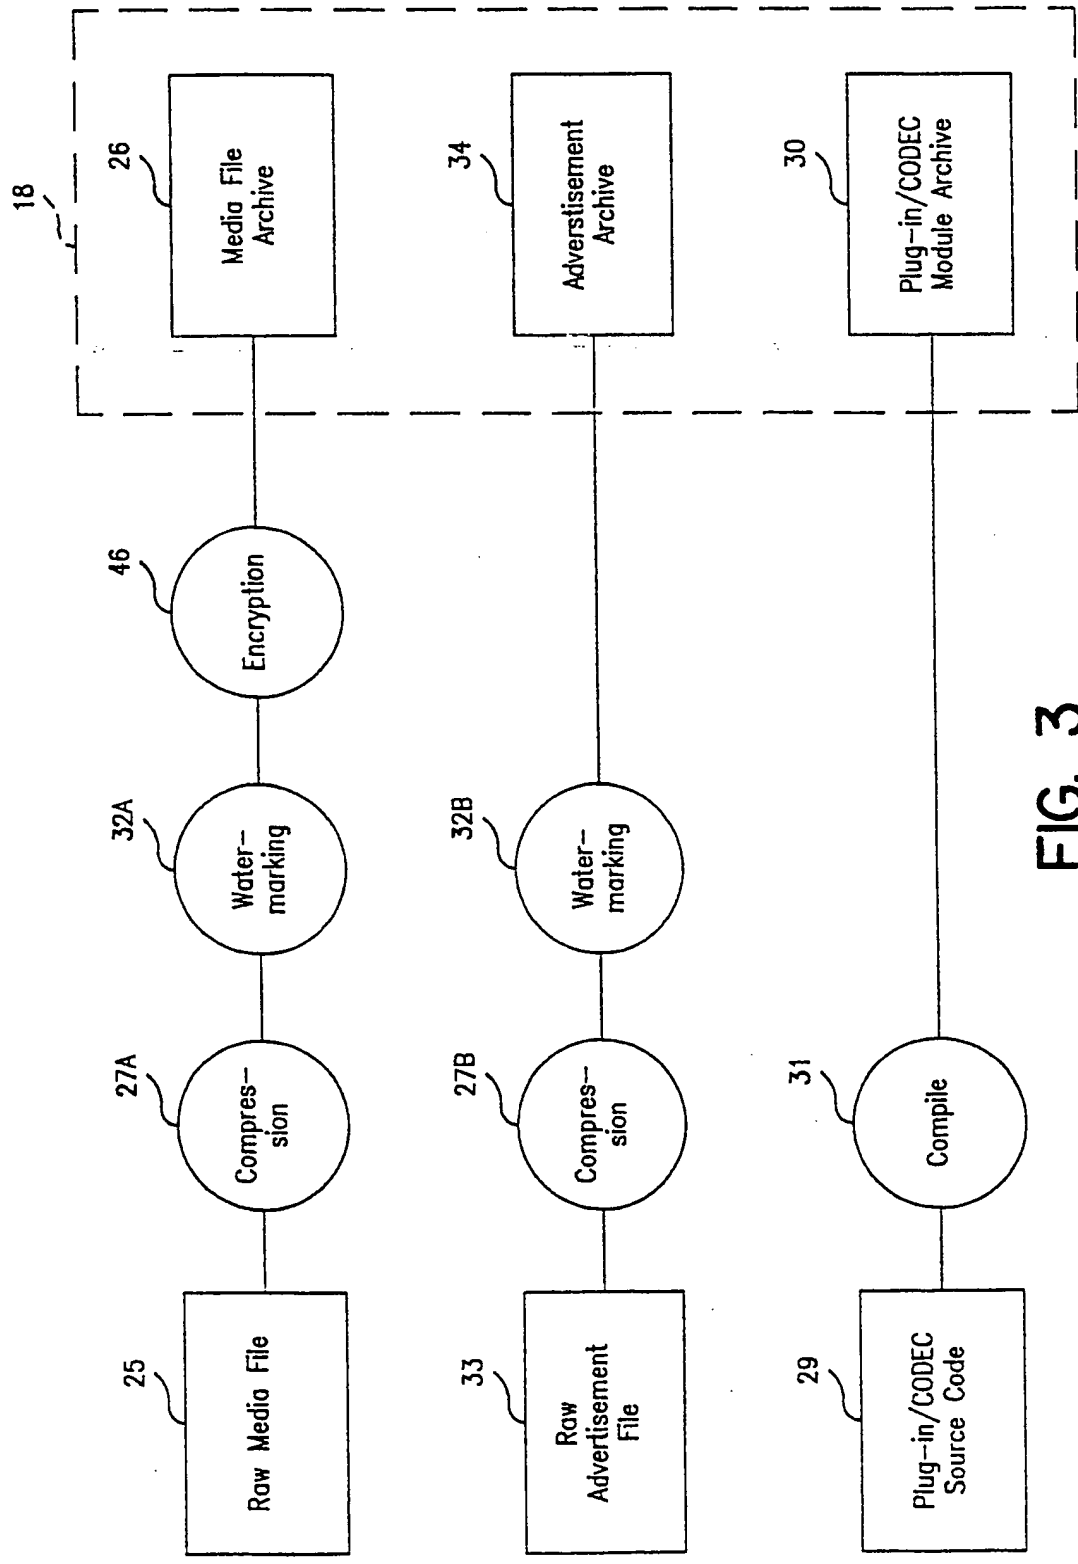 18
25
Raw Media File
27A
Compres-
sion
32A
Water-
marking
46
Encryption
26
Media File
Archive
33
Raw
Advertisement
File
27B
Compres-
sion
32B
Water-
marking
34
Adverstisement
Archive
29
Plug-in/CODEC
Source Code
31
Compile
30
Plug-in/CODEC
Module Archive
FIG. 3